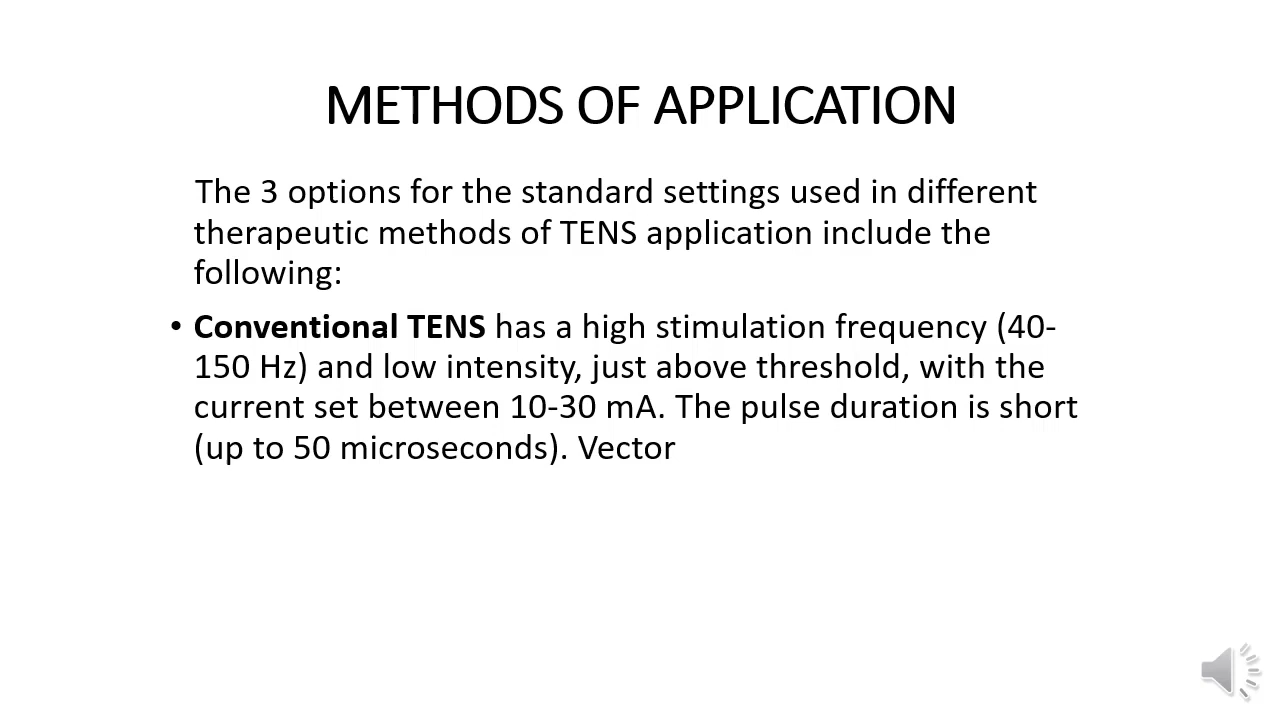 METHODS OF APPLICATION
The 3 options for the standard settings used in different
therapeutic methods of TENS application include the
following:
• Conventional TENS has a high stimulation frequency (40-
150 Hz) and low intensity, just above threshold, with the
current set between 10-30 mA. The pulse duration is short
(up to 50 microseconds). Vector